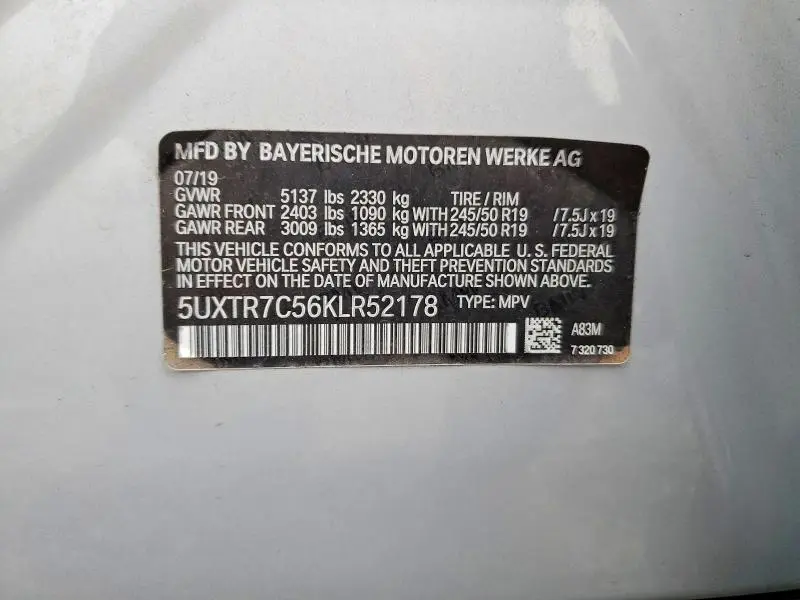 MFD BY BAYERISCHE MOTOREN WERKE AG
07/19
GVWR 5137 lbs 2330 kg TIRE / RIM
GAWR FRONT 2403 lbs 1090 kg WITH 245/50 R19 /7.5J x 19
GAWR REAR 3009 lbs 1365 kg WITH 245/50 R19 /7.5J x 19
THIS VEHICLE CONFORMS TO ALL APPLICABLE U. S. FEDERAL
MOTOR VEHICLE SAFETY AND THEFT PREVENTION STANDARDS
IN EFFECT ON THE DATE OF MANUFACTURE SHOWN ABOVE.
5UXTR7C56KLR52178 TYPE: MPV
A83M
7 320 730